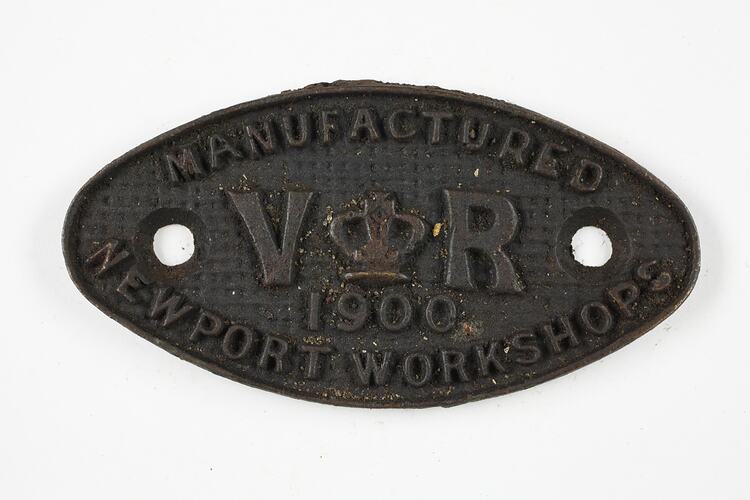 MANUFACTURED
V R
1900
NEWPORT WORKSHOPS